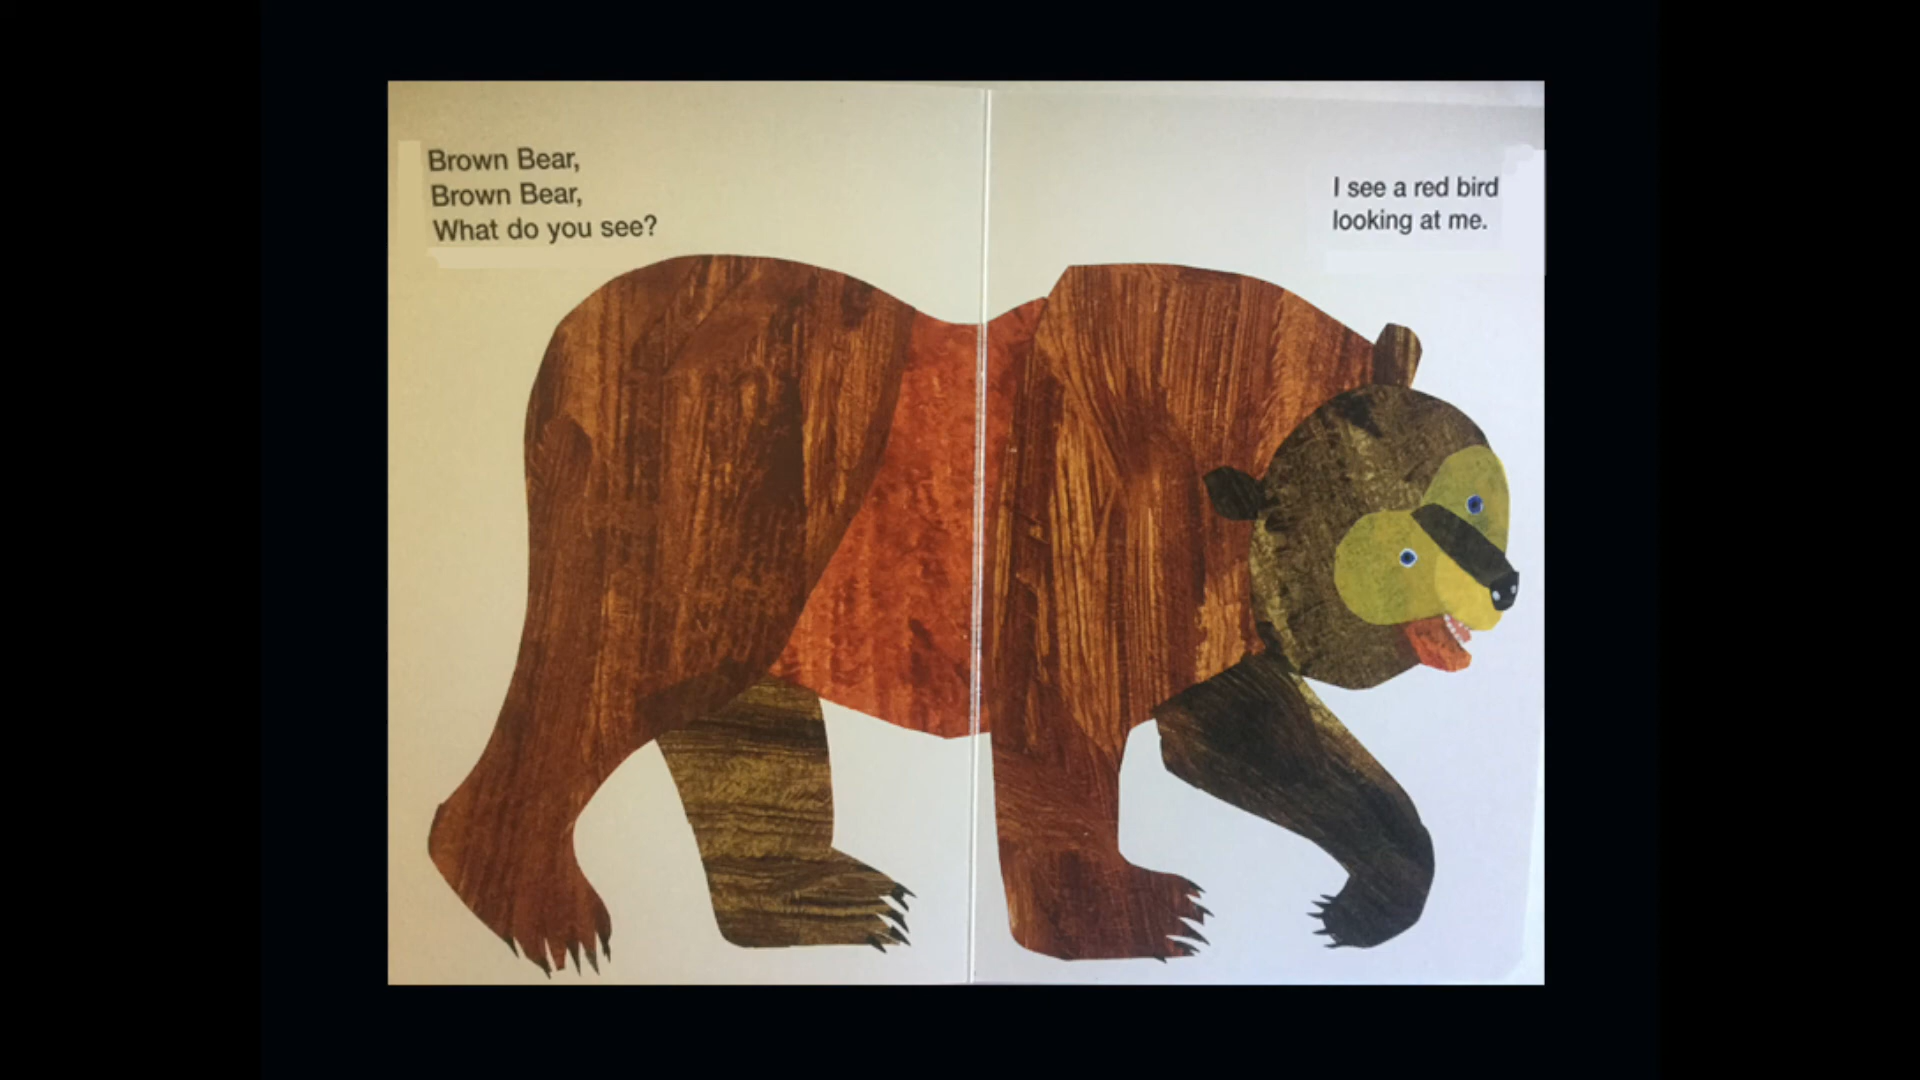 Brown Bear,
Brown Bear,
What do you see?
I see a red bird
looking at me.